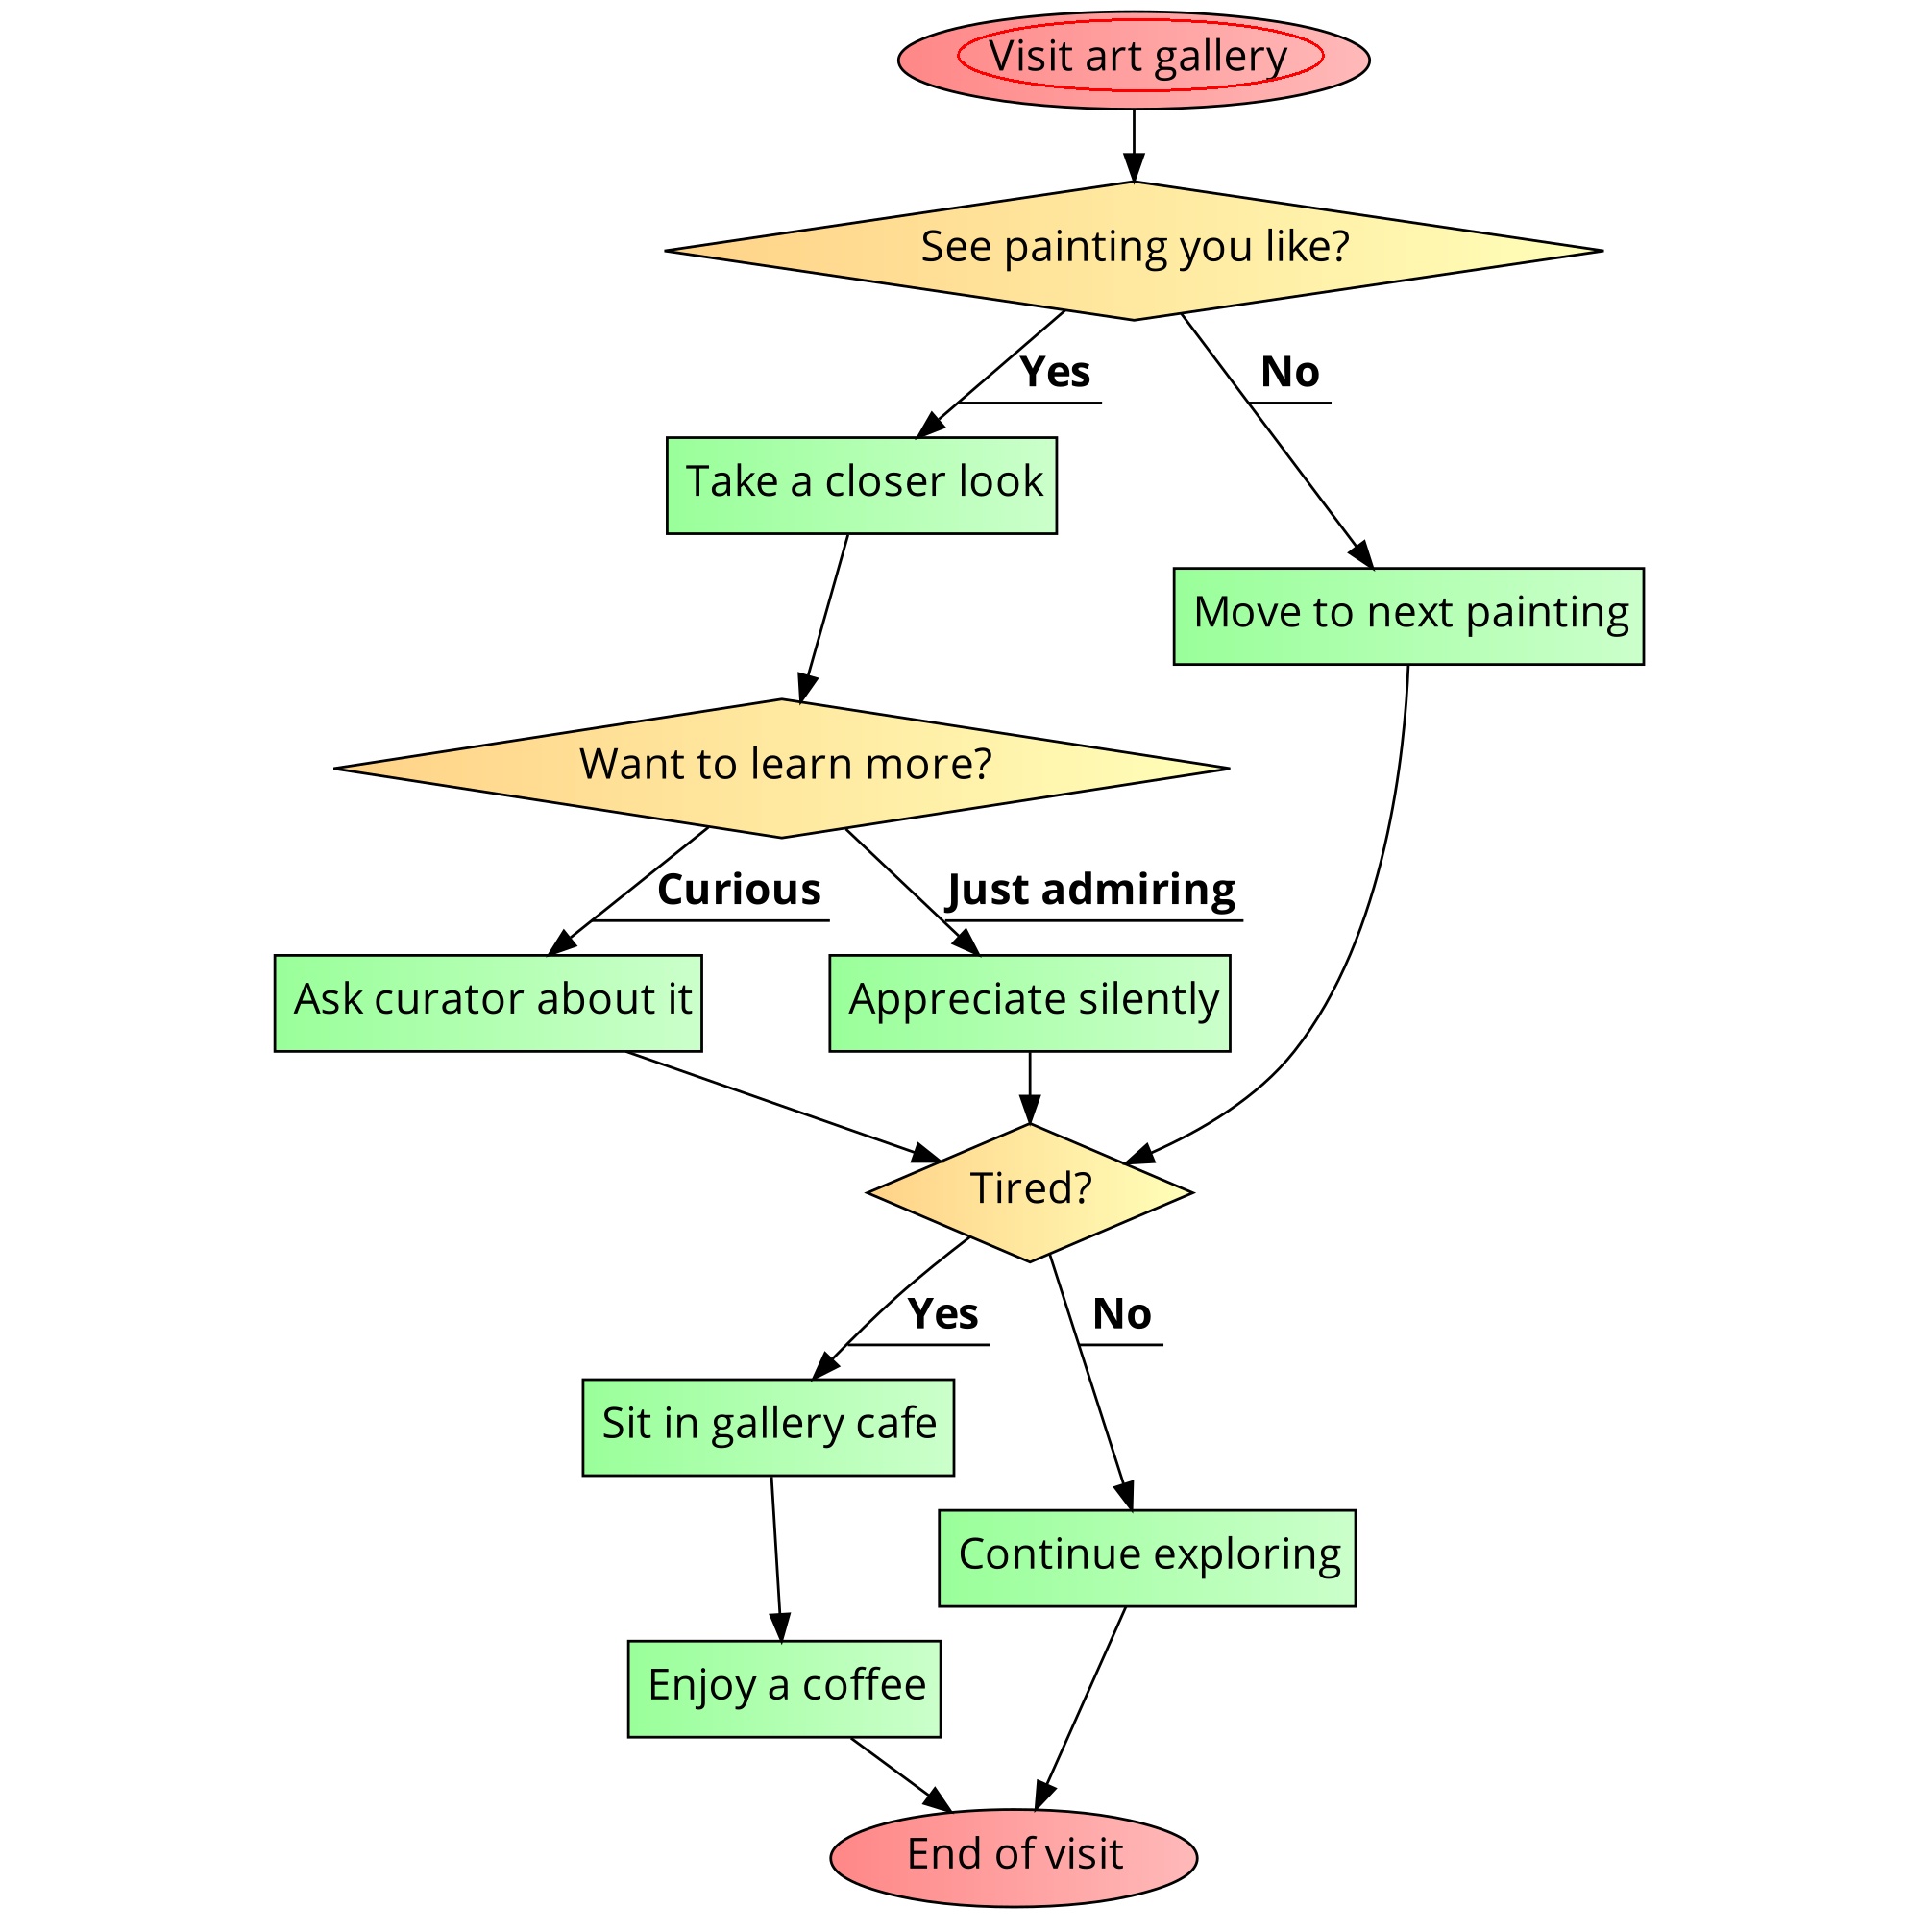 Visit art gallery
See painting you like?
Yes
No
Take a closer look
Move to next painting
Want to learn more?
Curious
Just admiring
Ask curator about it
Appreciate silently
Tired?
Yes
No
Sit in gallery cafe
Continue exploring
Enjoy a coffee
End of visit